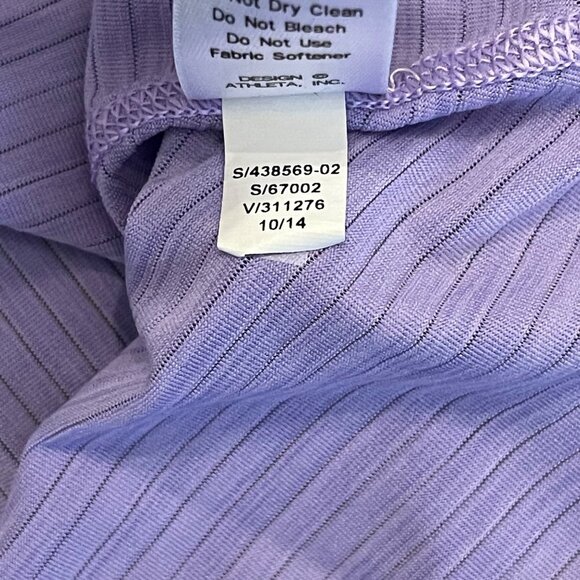 Not Dry Clean
Do Not Bleach
Do Not Use
Fabric Softener
DESIGN ©
ATHLETA, INC.
S/438569-02
S/67002
V/311276
10/14